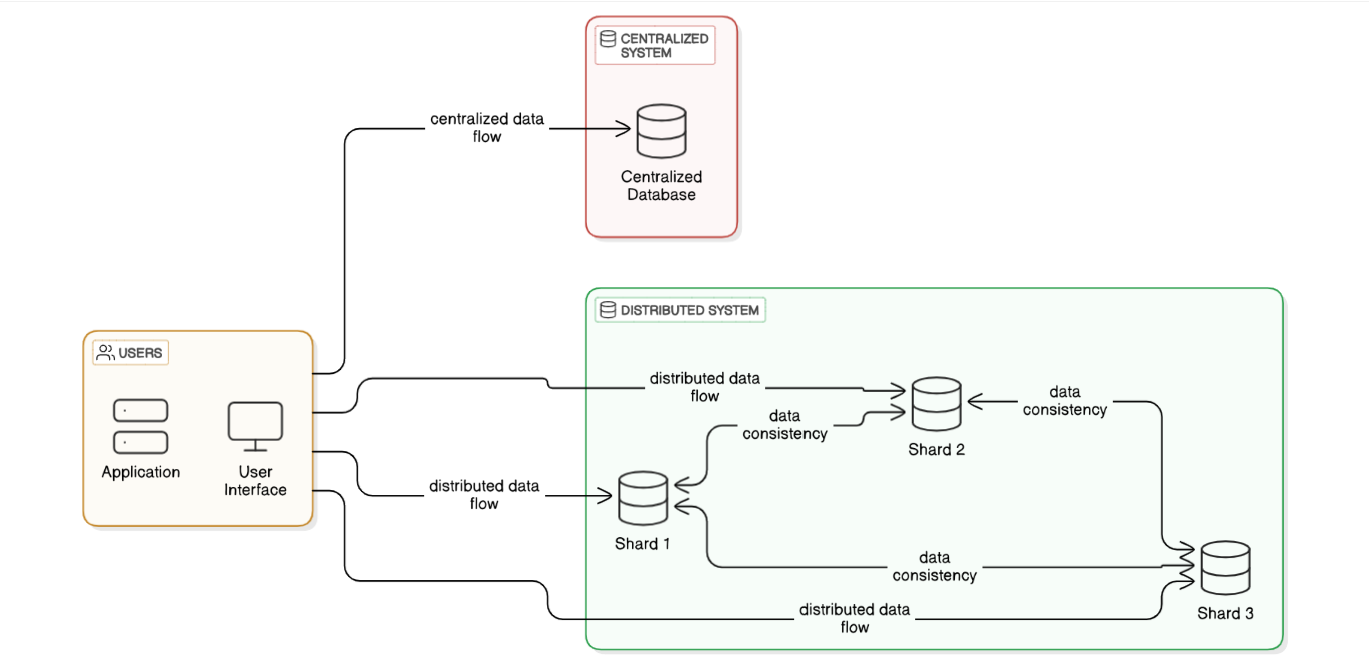 CENTRALIZED
SYSTEM
centralized data
flow
Centralized
Database
DISTRIBUTED SYSTEM
USERS
distributed data
flow
data
consistency
data
consistency
Shard 2
Application
User
Interface
distributed data
flow
Shard 1
data
consistency
distributed data
flow
Shard 3